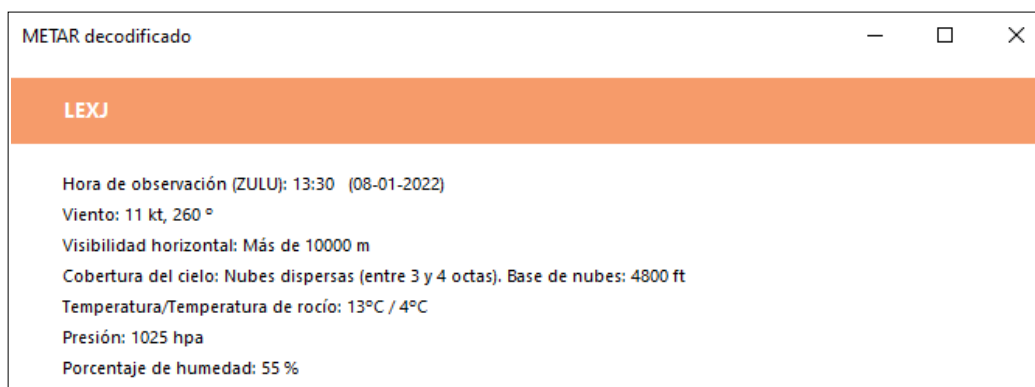 METAR decodificado
LEXJ
Hora de observación (ZULU): 13:30 (08-01-2022)
Viento: 11 kt, 260 º
Visibilidad horizontal: Más de 10000 m
Cobertura del cielo: Nubes dispersas (entre 3 y 4 octas). Base de nubes: 4800 ft
Temperatura/Temperatura de rocío: 13ºC / 4ºC
Presión: 1025 hpa
Porcentaje de humedad: 55 %